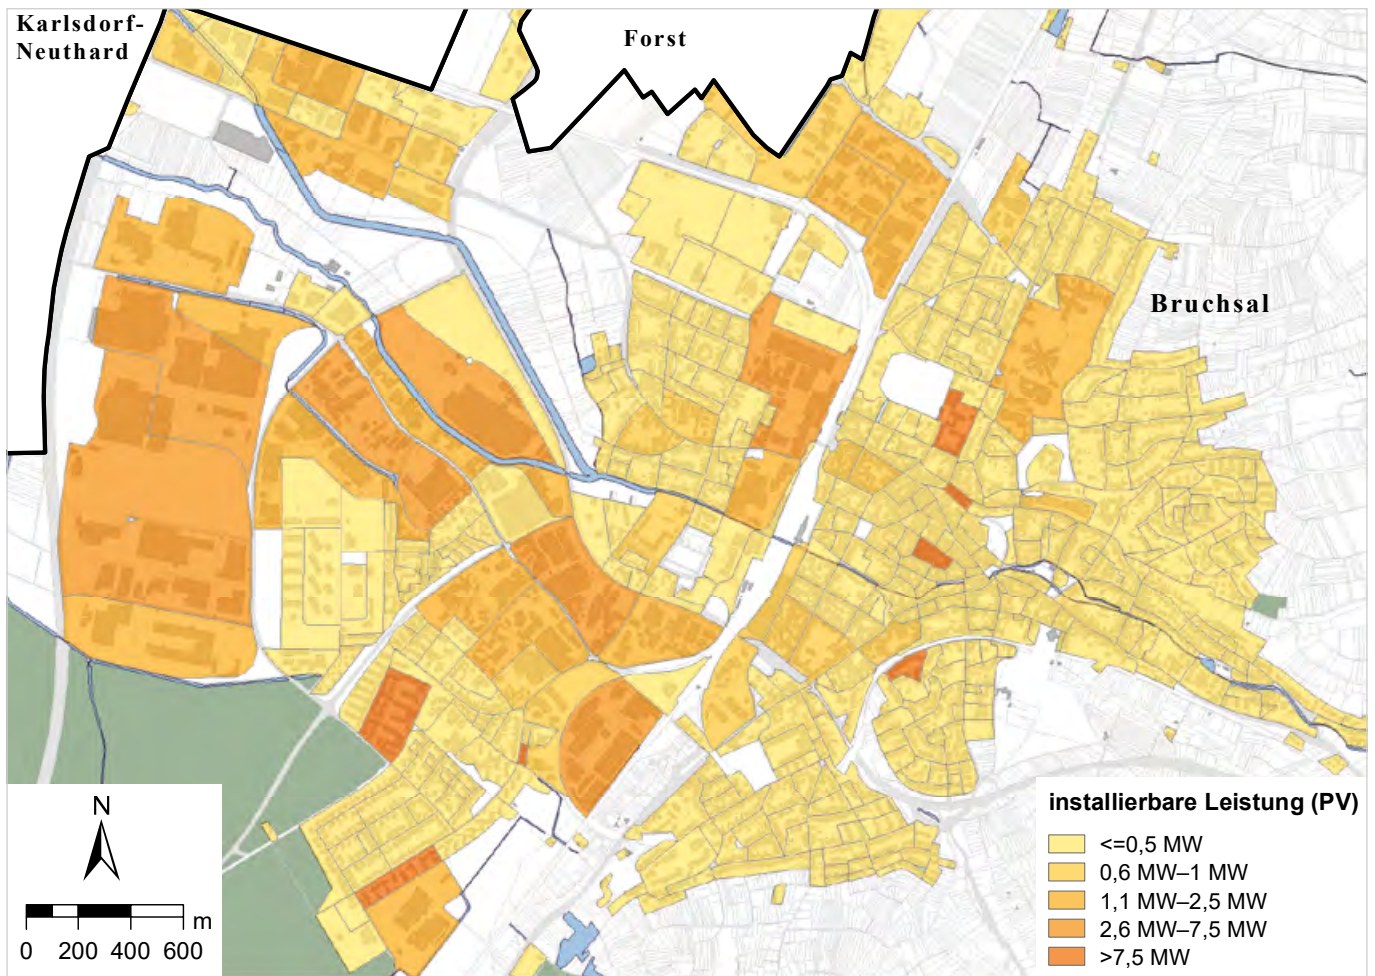 Karlsdorf-
Neuthard
Forst
Bruchsal
N
m
0 200 400 600
installierbare Leistung (PV)
<=0,5 MW
0,6 MW–1 MW
1,1 MW–2,5 MW
2,6 MW–7,5 MW
>7,5 MW